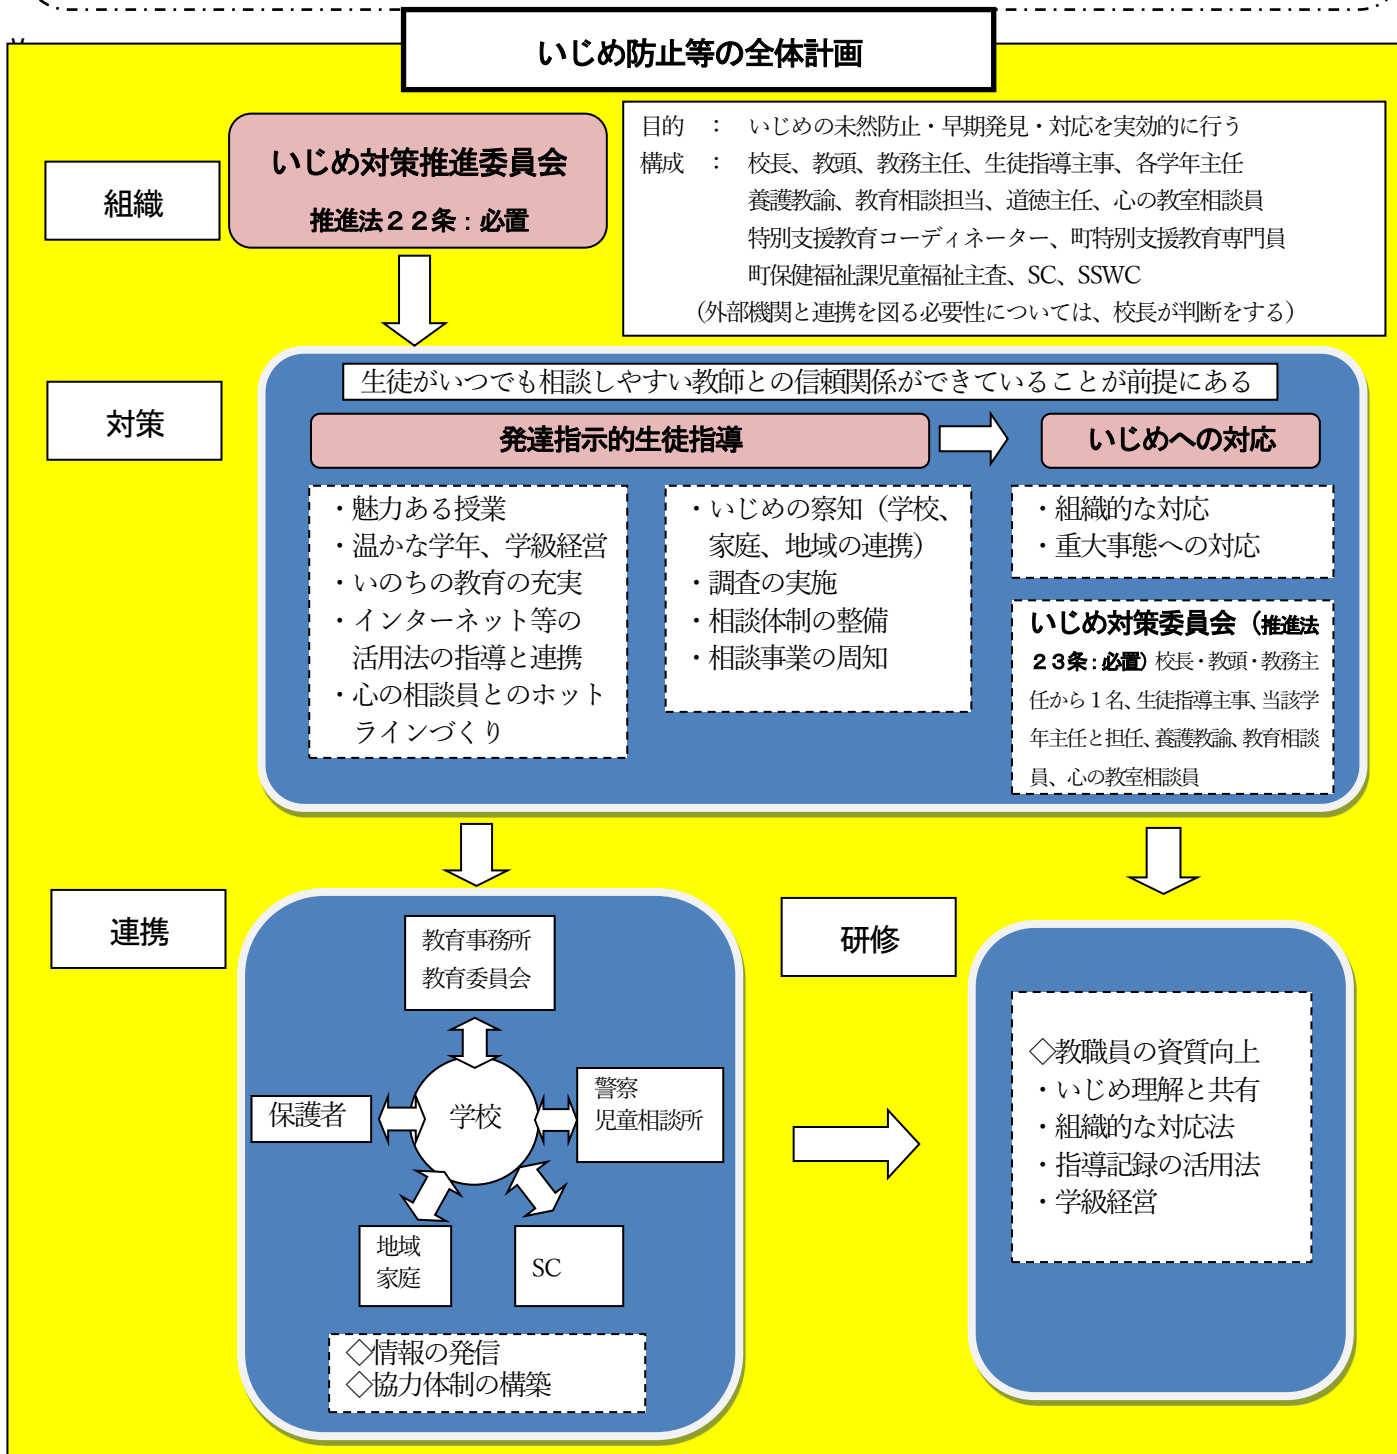 いじめ防止等の全体計画
組織
いじめ対策推進委員会
推進法22条：必置
目的　：　いじめの未然防止・早期発見・対応を実効的に行う
構成　：　校長、教頭、教務主任、生徒指導主事、各学年主任
養護教諭、教育相談担当、道徳主任、心の教室相談員
特別支援教育コーディネーター、町特別支援教育専門員
町保健福祉課児童福祉主査、SC、SSWC
（外部機関と連携を図る必要性については、校長が判断をする）
対策
生徒がいつでも相談しやすい教師との信頼関係ができていることが前提にある
発達指示的生徒指導
いじめへの対応
・魅力ある授業
・温かな学年、学級経営
・いのちの教育の充実
・インターネット等の
活用法の指導と連携
・心の相談員とのホット
ラインづくり
・いじめの察知（学校、
家庭、地域の連携）
・調査の実施
・相談体制の整備
・相談事業の周知
・組織的な対応
・重大事態への対応
いじめ対策委員会（推進法
23条：必置）校長・教頭・教務主
任から1名、生徒指導主事、当該学
年主任と担任、養護教諭、教育相談
員、心の教室相談員
連携
教育事務所
教育委員会
保護者
学校
警察
児童相談所
地域
家庭
SC
◇情報の発信
◇協力体制の構築
研修
◇教職員の資質向上
・いじめ理解と共有
・組織的な対応法
・指導記録の活用法
・学級経営